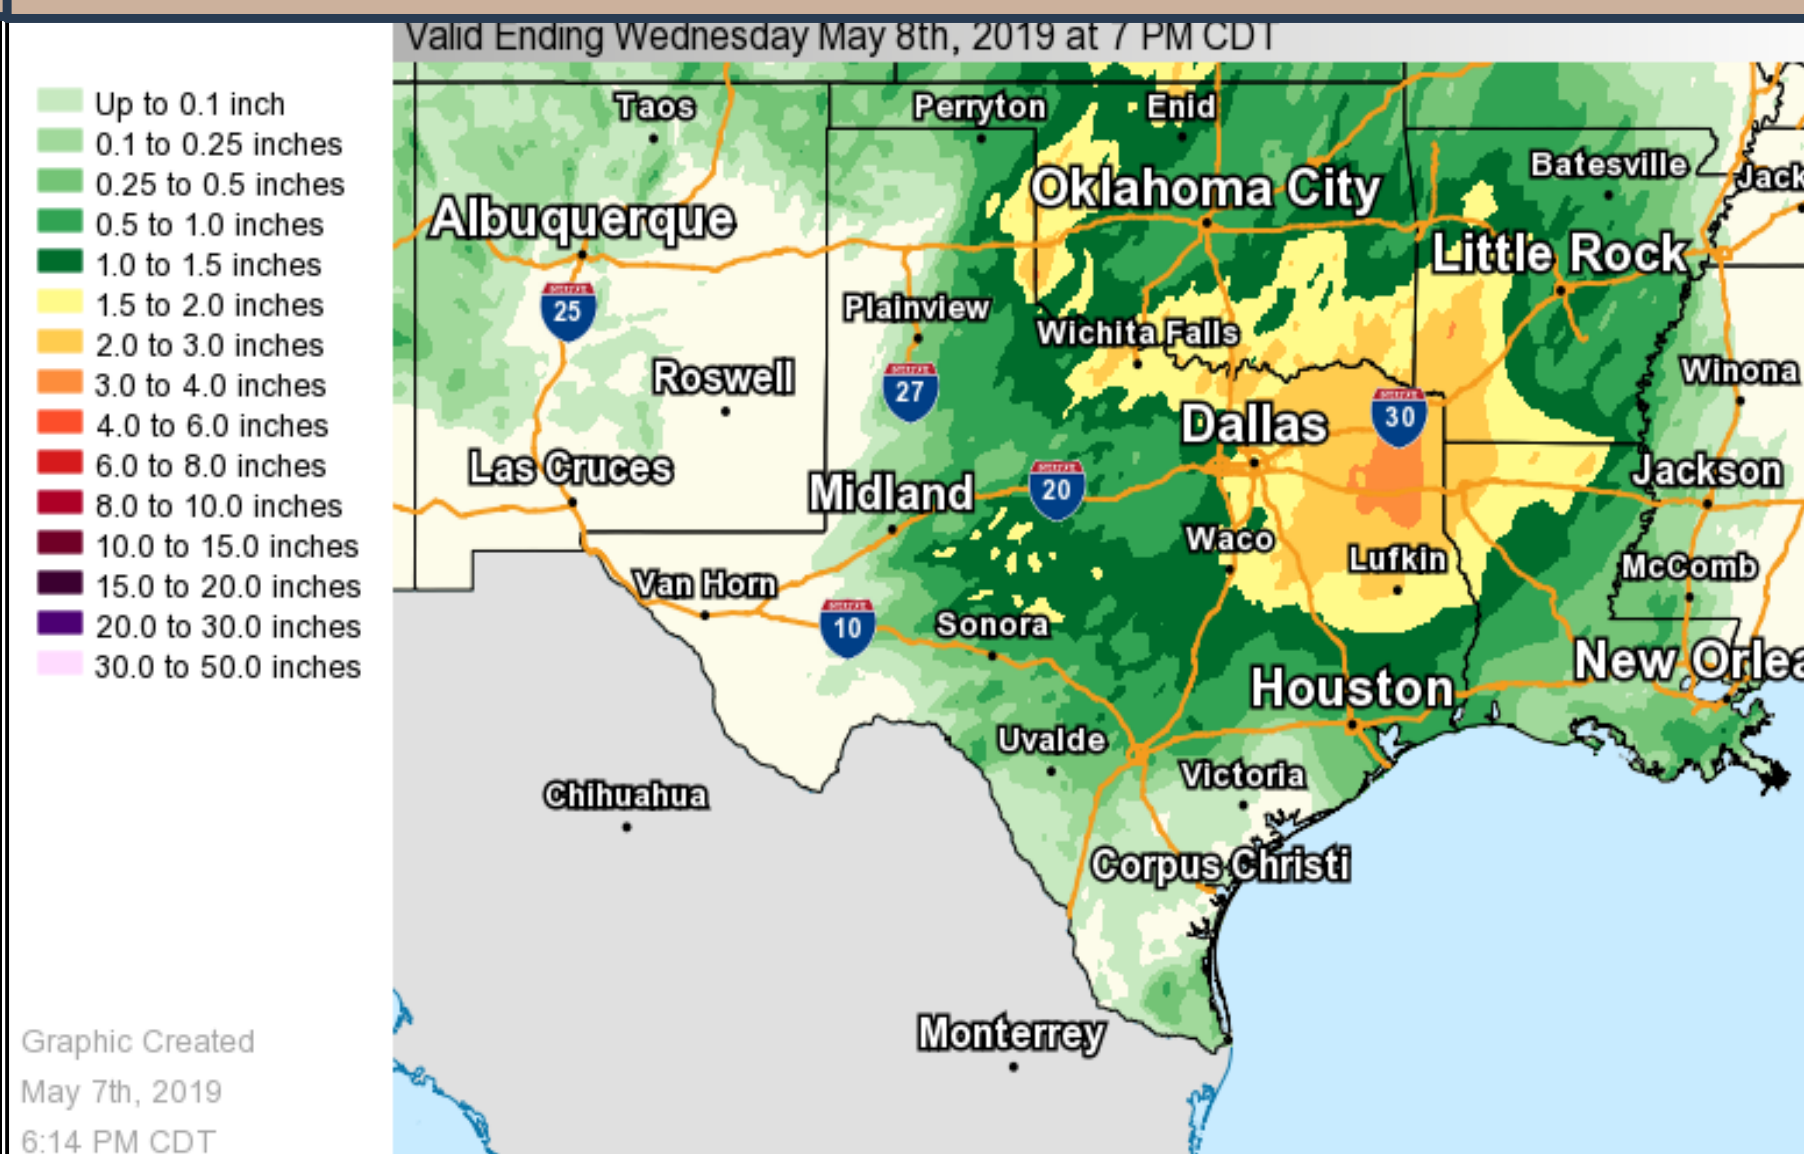 Valid Ending Wednesday May 8th, 2019 at 7 PM CDT
Up to 0.1 inch
0.1 to 0.25 inches
0.25 to 0.5 inches
0.5 to 1.0 inches
1.0 to 1.5 inches
1.5 to 2.0 inches
2.0 to 3.0 inches
3.0 to 4.0 inches
4.0 to 6.0 inches
6.0 to 8.0 inches
8.0 to 10.0 inches
10.0 to 15.0 inches
15.0 to 20.0 inches
20.0 to 30.0 inches
30.0 to 50.0 inches
Graphic Created
May 7th, 2019
6:14 PM CDT
Taos
Perryton
Enid
Batesville
Jack
Oklahoma City
Albuquerque
Little Rock
25
Plainview
Wichita Falls
Roswell
27
Winona
30
Dallas
Las Cruces
Jackson
Midland
20
Waco
Lufkin
McComb
Van Horn
10
Sonora
New Orlea
Houston
Uvalde
Victoria
Chihuahua
Corpus Christi
Monterrey